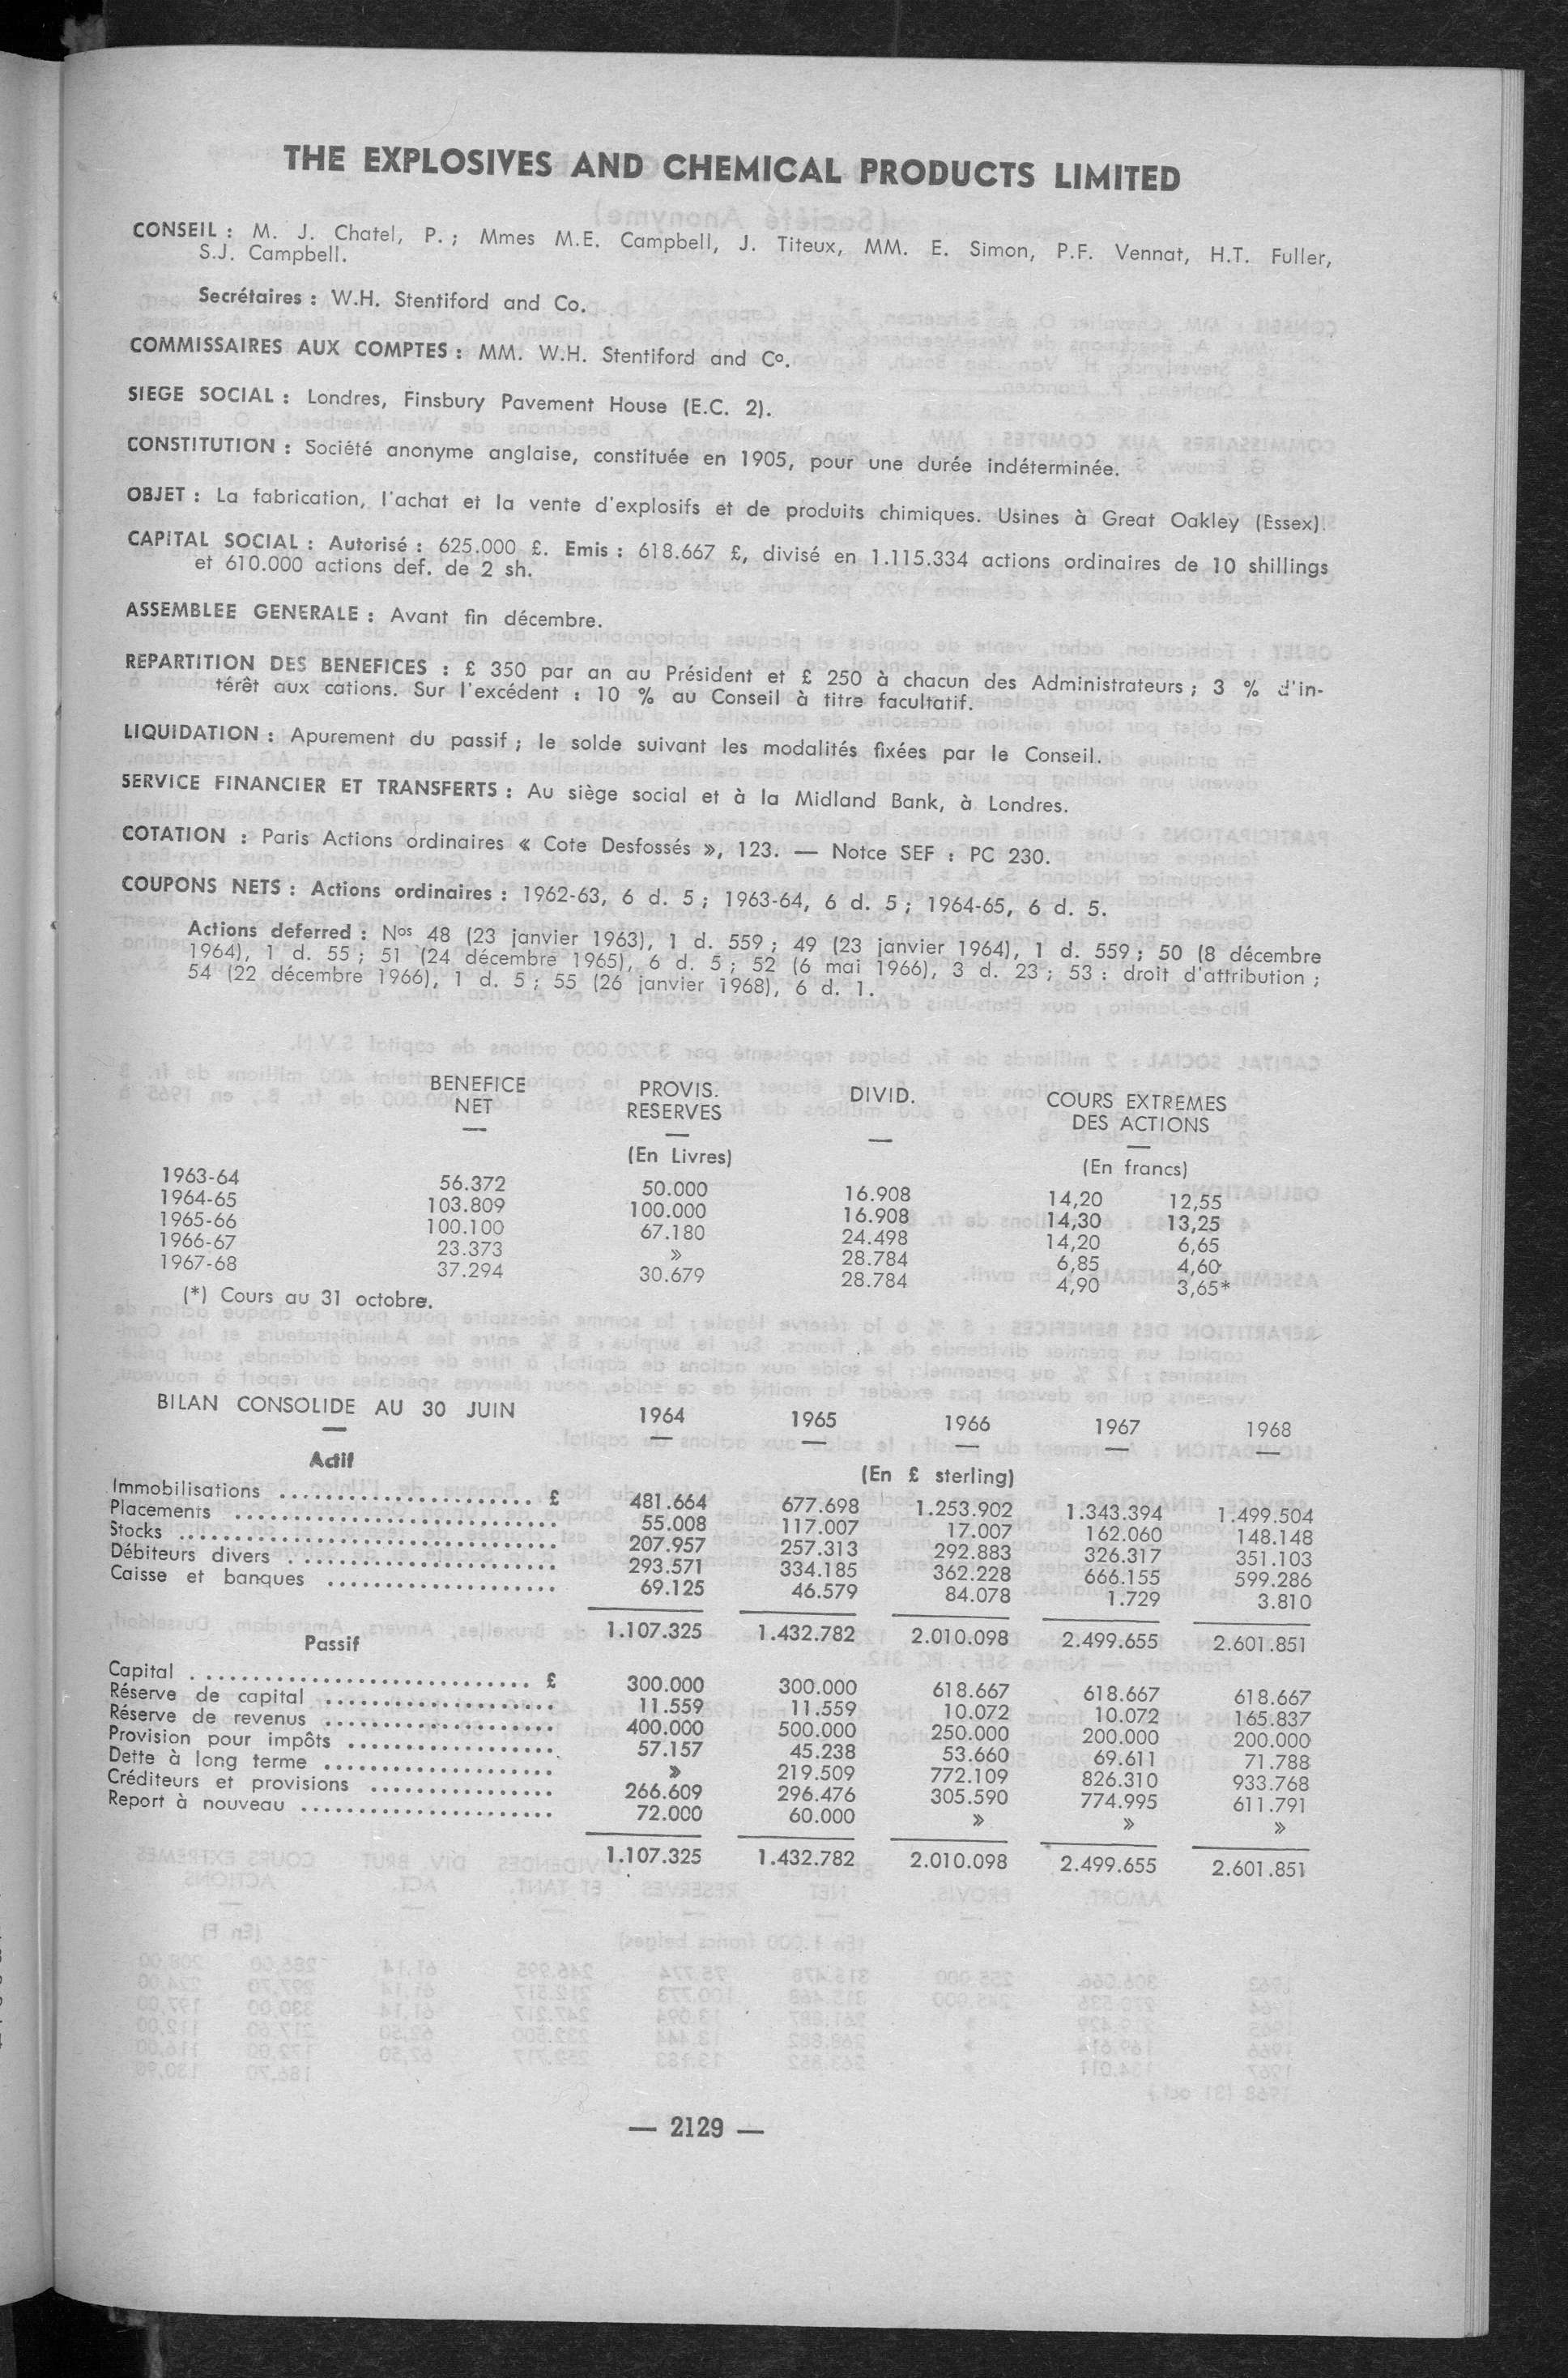 THE EXPLOSIVES AND CHEMICAL PRODUCTS LIMITED
CONSEIL : M. J. Chatel, P. ; Mmes M.E. Campbell, J. Titeux, MM. E. Simon, P.F. Vennat, H.T. Fuller,
S.J. Campbell.
Secrétaires : W.H. Stentiford and Co.
COMMISSAIRES AUX COMPTES : MM. W.H. Stentiford and Co.
SIEGE SOCIAL : Londres, Finsbury Pavement House (E.C. 2).
CONSTITUTION : Société anonyme anglaise, constituée en 1905, pour une durée indéterminée.
OBJET : La fabrication, l'achat et la vente d'explosifs et de produits chimiques. Usines à Great Oakley (Essex).
CAPITAL SOCIAL : Autorisé : 625.000 £. Emis : 618.667 £, divisé en 1.115.334 actions ordinaires de 10 shillings
et 610.000 actions def. de 2 sh.
ASSEMBLEE GENERALE : Avant fin décembre.
REPARTITION DES BENEFICES : £ 350 par an au Président et £ 250 à chacun des Administrateurs ; 3 % d'in-
térêt aux cations. Sur l'excédent : 10 % au Conseil à titre facultatif.
LIQUIDATION : Apurement du passif ; le solde suivant les modalités fixées par le Conseil.
SERVICE FINANCIER ET TRANSFERTS : Au siège social et à la Midland Bank, à Londres.
COTATION : Paris Actions ordinaires « Cote Desfossés », 123. — Notce SEF : PC 230.
COUPONS NETS : Actions ordinaires : 1962-63, 6 d. 5 ; 1963-64, 6 d. 5 ; 1964-65, 6 d. 5.
Actions deferred : Nos 48 (23 janvier 1963), 1 d. 559 ; 49 (23 janvier 1964), 1 d. 559 ; 50 (8 décembre
1964), 1 d. 55 ; 51 (24 décembre 1965), 6 d. 5 ; 52 (6 mai 1966), 3 d. 23 ; 53 : droit d'attribution ;
54 (22 décembre 1966), 1 d. 5 ; 55 (26 janvier 1968), 6 d. 1.
BENEFICE NET PROVIS. RESERVES DIVID. COURS EXTREMES DES ACTIONS
(En Livres) (En francs)
1963-64 56.372 50.000 16.908 14,20 12,55
1964-65 103.809 100.000 16.908 14,30 13,25
1965-66 100.100 67.180 24.498 14,20 6,65
1966-67 23.373 » 28.784 6,85 4,60
1967-68 37.294 30.679 28.784 4,90 3,65*
(*) Cours au 31 octobre.
BILAN CONSOLIDE AU 30 JUIN 1964 1965 1966 1967 1968
Actif
(En £ sterling)
Immobilisations ........................ £ 481.664 677.698 1.253.902 1.343.394 1.499.504
Placements .............................. 55.008 117.007 17.007 162.060 148.148
Stocks .................................. 207.957 257.313 292.883 326.317 351.103
Débiteurs divers ........................ 293.571 334.185 362.228 666.155 599.286
Caisse et banques .................... 69.125 46.579 84.078 1.729 3.810
1.107.325 1.432.782 2.010.098 2.499.655 2.601.851
Passif
Capital ............................... £ 300.000 300.000 618.667 618.667 618.667
Réserve de capital .................... 11.559 11.559 10.072 10.072 165.837
Réserve de revenus .................... 400.000 500.000 250.000 200.000 200.000
Provision pour impôts .................. 57.157 45.238 53.660 69.611 71.788
Dette à long terme .................... » 219.509 772.109 826.310 933.768
Créditeurs et provisions ................ 266.609 296.476 305.590 774.995 611.791
Report à nouveau ...................... 72.000 60.000 » » »
1.107.325 1.432.782 2.010.098 2.499.655 2.601.851
— 2129 —